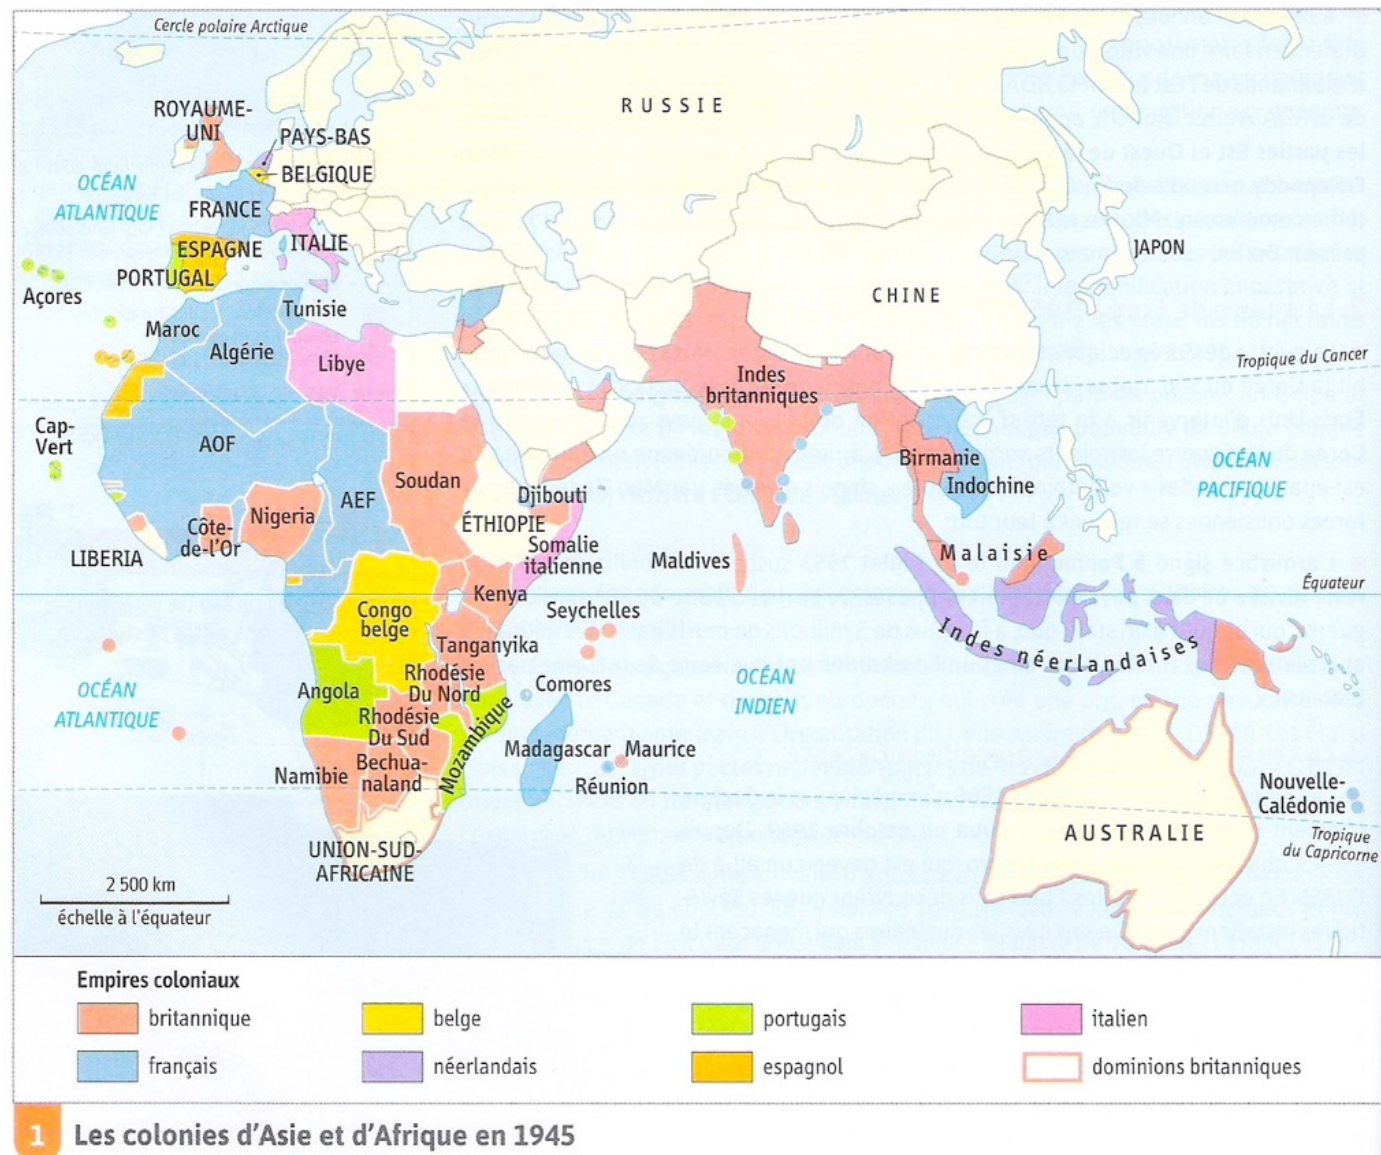 Cercle polaire Arctique
ROYAUME-
UNI
RUSSIE
PAYS-BAS
BELGIQUE
OCÉAN
ATLANTIQUE
FRANCE
ESPAGNE
ITALIE
PORTUGAL
JAPON
Açores
Tunisie
CHINE
Maroc
Algérie
Libye
Tropique du Cancer
Indes
britanniques
Cap-
Vert
AOF
Birmanie
OCÉAN
PACIFIQUE
Soudan
AEF
Nigeria
Djibouti
Indochine
Côte-
de-l'Or
ÉTHIOPIE
LIBERIA
Somalie
italienne
Maldives
Malaisie
Équateur
Kenya
Congo
belge
Seychelles
Tanganyika
Indes néerlandaises
Rhodésie
Du Nord
Angola
Comores
OCÉAN
INDIEN
OCÉAN
ATLANTIQUE
Rhodésie
Du Sud
Mozambique
Madagascar
Maurice
Bechua-
naland
Namibie
Réunion
Nouvelle-
Calédonie
AUSTRALIE
Tropique
du Capricorne
UNION-SUD-
AFRICAINE
2 500 km
échelle à l'équateur
Empires coloniaux
britannique
belge
portugais
italien
français
néerlandais
espagnol
dominions britanniques
1 Les colonies d'Asie et d'Afrique en 1945